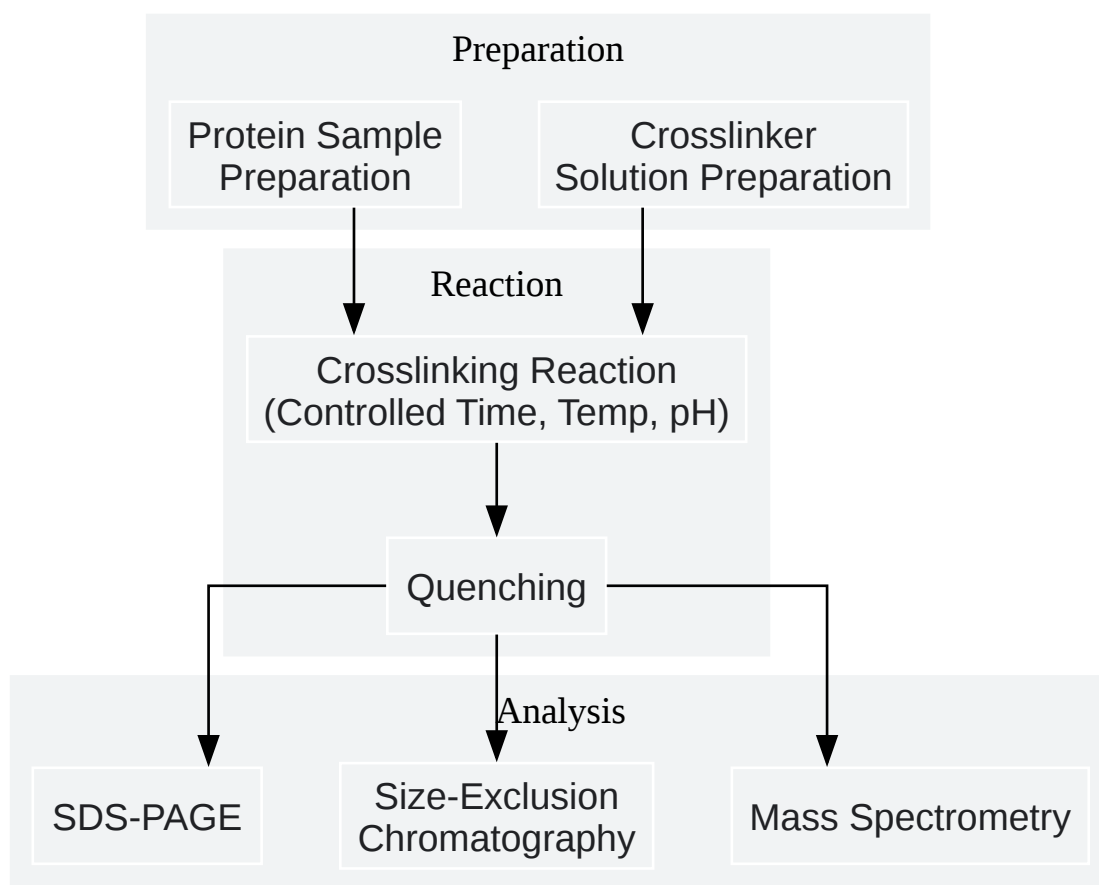 Preparation
Protein Sample
Preparation
Crosslinker
Solution Preparation
Reaction
Crosslinking Reaction
(Controlled Time, Temp, pH)
Quenching
Analysis
SDS-PAGE
Size-Exclusion
Chromatography
Mass Spectrometry